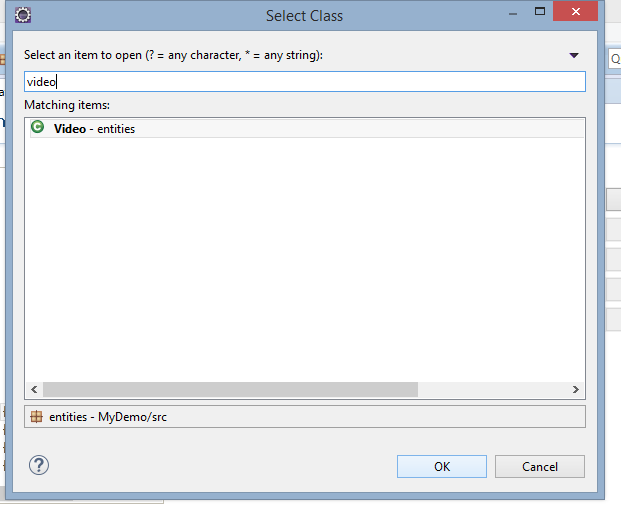 Select Class
Select an item to open (? = any character, * = any string):
video
Matching items:
Video - entities
entities - MyDemo/src
OK
Cancel